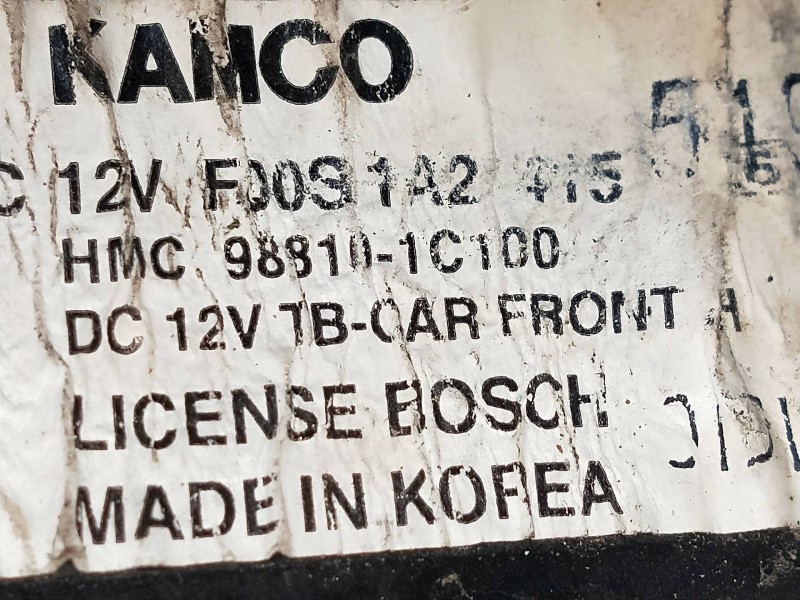 KAMCO
C 12V F00S 1A2 415
HMC 98810-1C100
DC 12V TB-CAR FRONT
LICENSE BOSCH
MADE IN KOREA